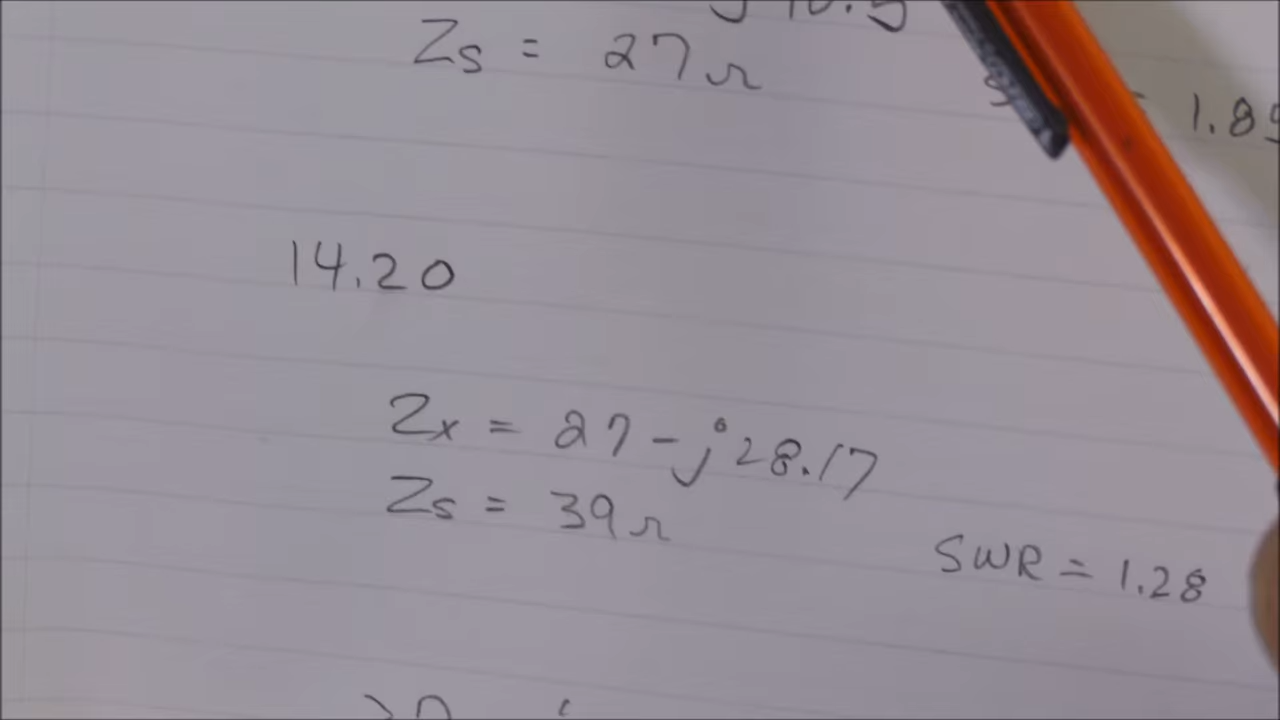 Zs = 27Ω
= 1.85
14.20
Zx = 27 - j28.17
Zs = 39Ω
SWR = 1.28